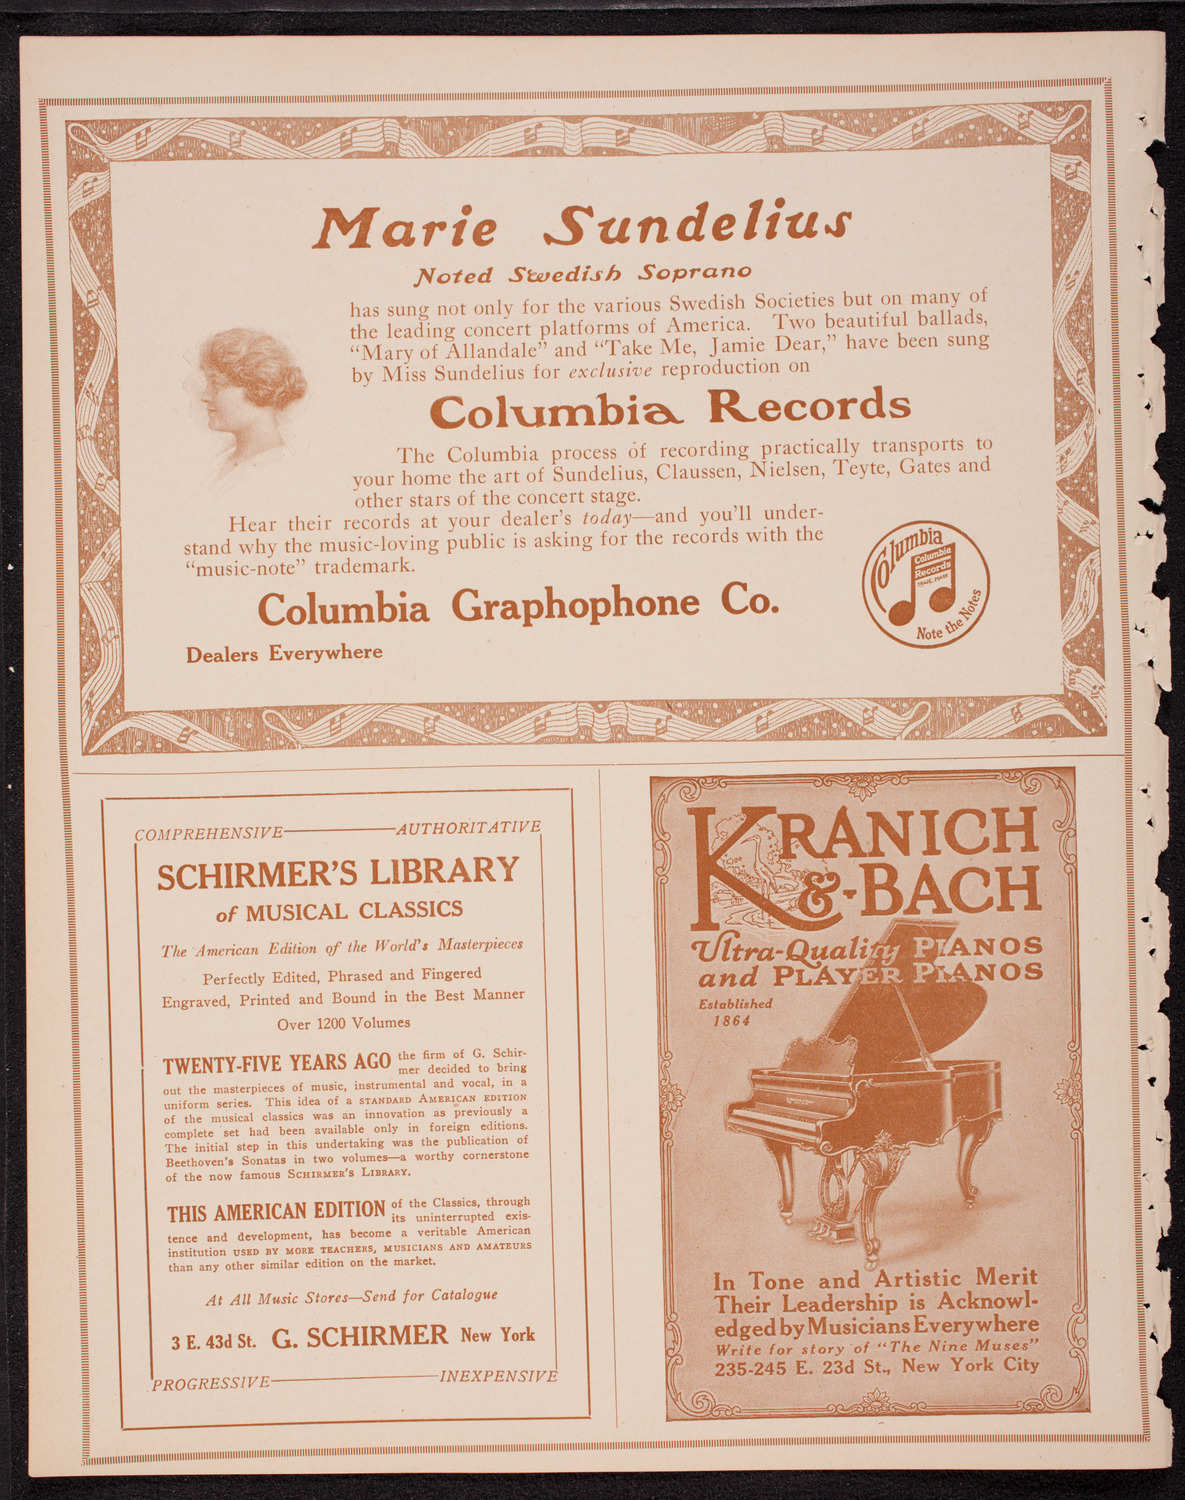 Marie Sundelius
Noted Swedish Soprano
has sung not only for the various Swedish Societies but on many of
the leading concert platforms of America. Two beautiful ballads,
“Mary of Allandale” and “Take Me, Jamie Dear,” have been sung
by Miss Sundelius for exclusive reproduction on
Columbia Records
The Columbia process of recording practically transports to
your home the art of Sundelius, Claussen, Nielsen, Teyte, Gates and
other stars of the concert stage.
Hear their records at your dealer's today—and you'll under-
stand why the music-loving public is asking for the records with the
“music-note” trademark.
Columbia Graphophone Co.
Dealers Everywhere
Columbia
Columbia
Records
TRADE MARK
Note the Notes
COMPREHENSIVE—AUTHORITATIVE
SCHIRMER'S LIBRARY
of MUSICAL CLASSICS
The American Edition of the World's Masterpieces
Perfectly Edited, Phrased and Fingered
Engraved, Printed and Bound in the Best Manner
Over 1200 Volumes
TWENTY-FIVE YEARS AGO the firm of G. Schir-
mer decided to bring
out the masterpieces of music, instrumental and vocal, in a
uniform series. This idea of a STANDARD AMERICAN EDITION
of the musical classics was an innovation as previously a
complete set had been available only in foreign editions.
The initial step in this undertaking was the publication of
Beethoven's Sonatas in two volumes—a worthy cornerstone
of the now famous SCHIRMER'S LIBRARY.
THIS AMERICAN EDITION of the Classics, through
its uninterrupted exis-
tence and development, has become a veritable American
institution USED BY MORE TEACHERS, MUSICIANS AND AMATEURS
than any other similar edition on the market.
At All Music Stores—Send for Catalogue
3 E. 43d St. G. SCHIRMER New York
PROGRESSIVE—INEXPENSIVE
KRANICH
&-BACH
Ultra-Quality PIANOS
and PLAYER PIANOS
Established
1864
In Tone and Artistic Merit
Their Leadership is Acknowl-
edged by Musicians Everywhere
Write for story of “The Nine Muses”
235-245 E. 23d St., New York City